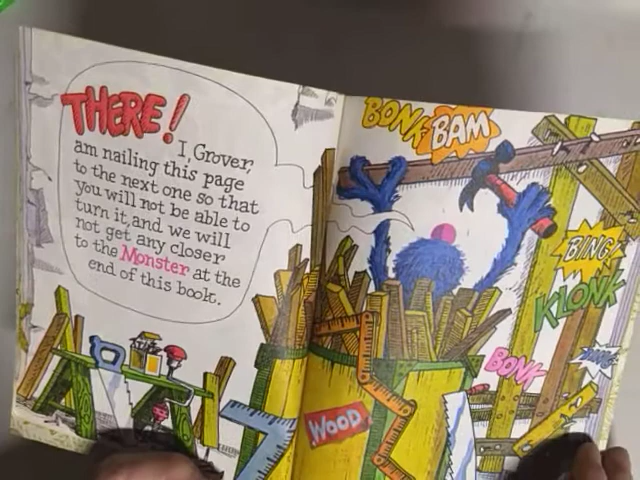 THERE!
I, Grover,
am nailing this page
to the next one so that
you will not be able to
turn it, and we will
not get any closer
to the Monster at the
end of this book.
BONK
BAM
BING
KLONK
BONK
WOOD